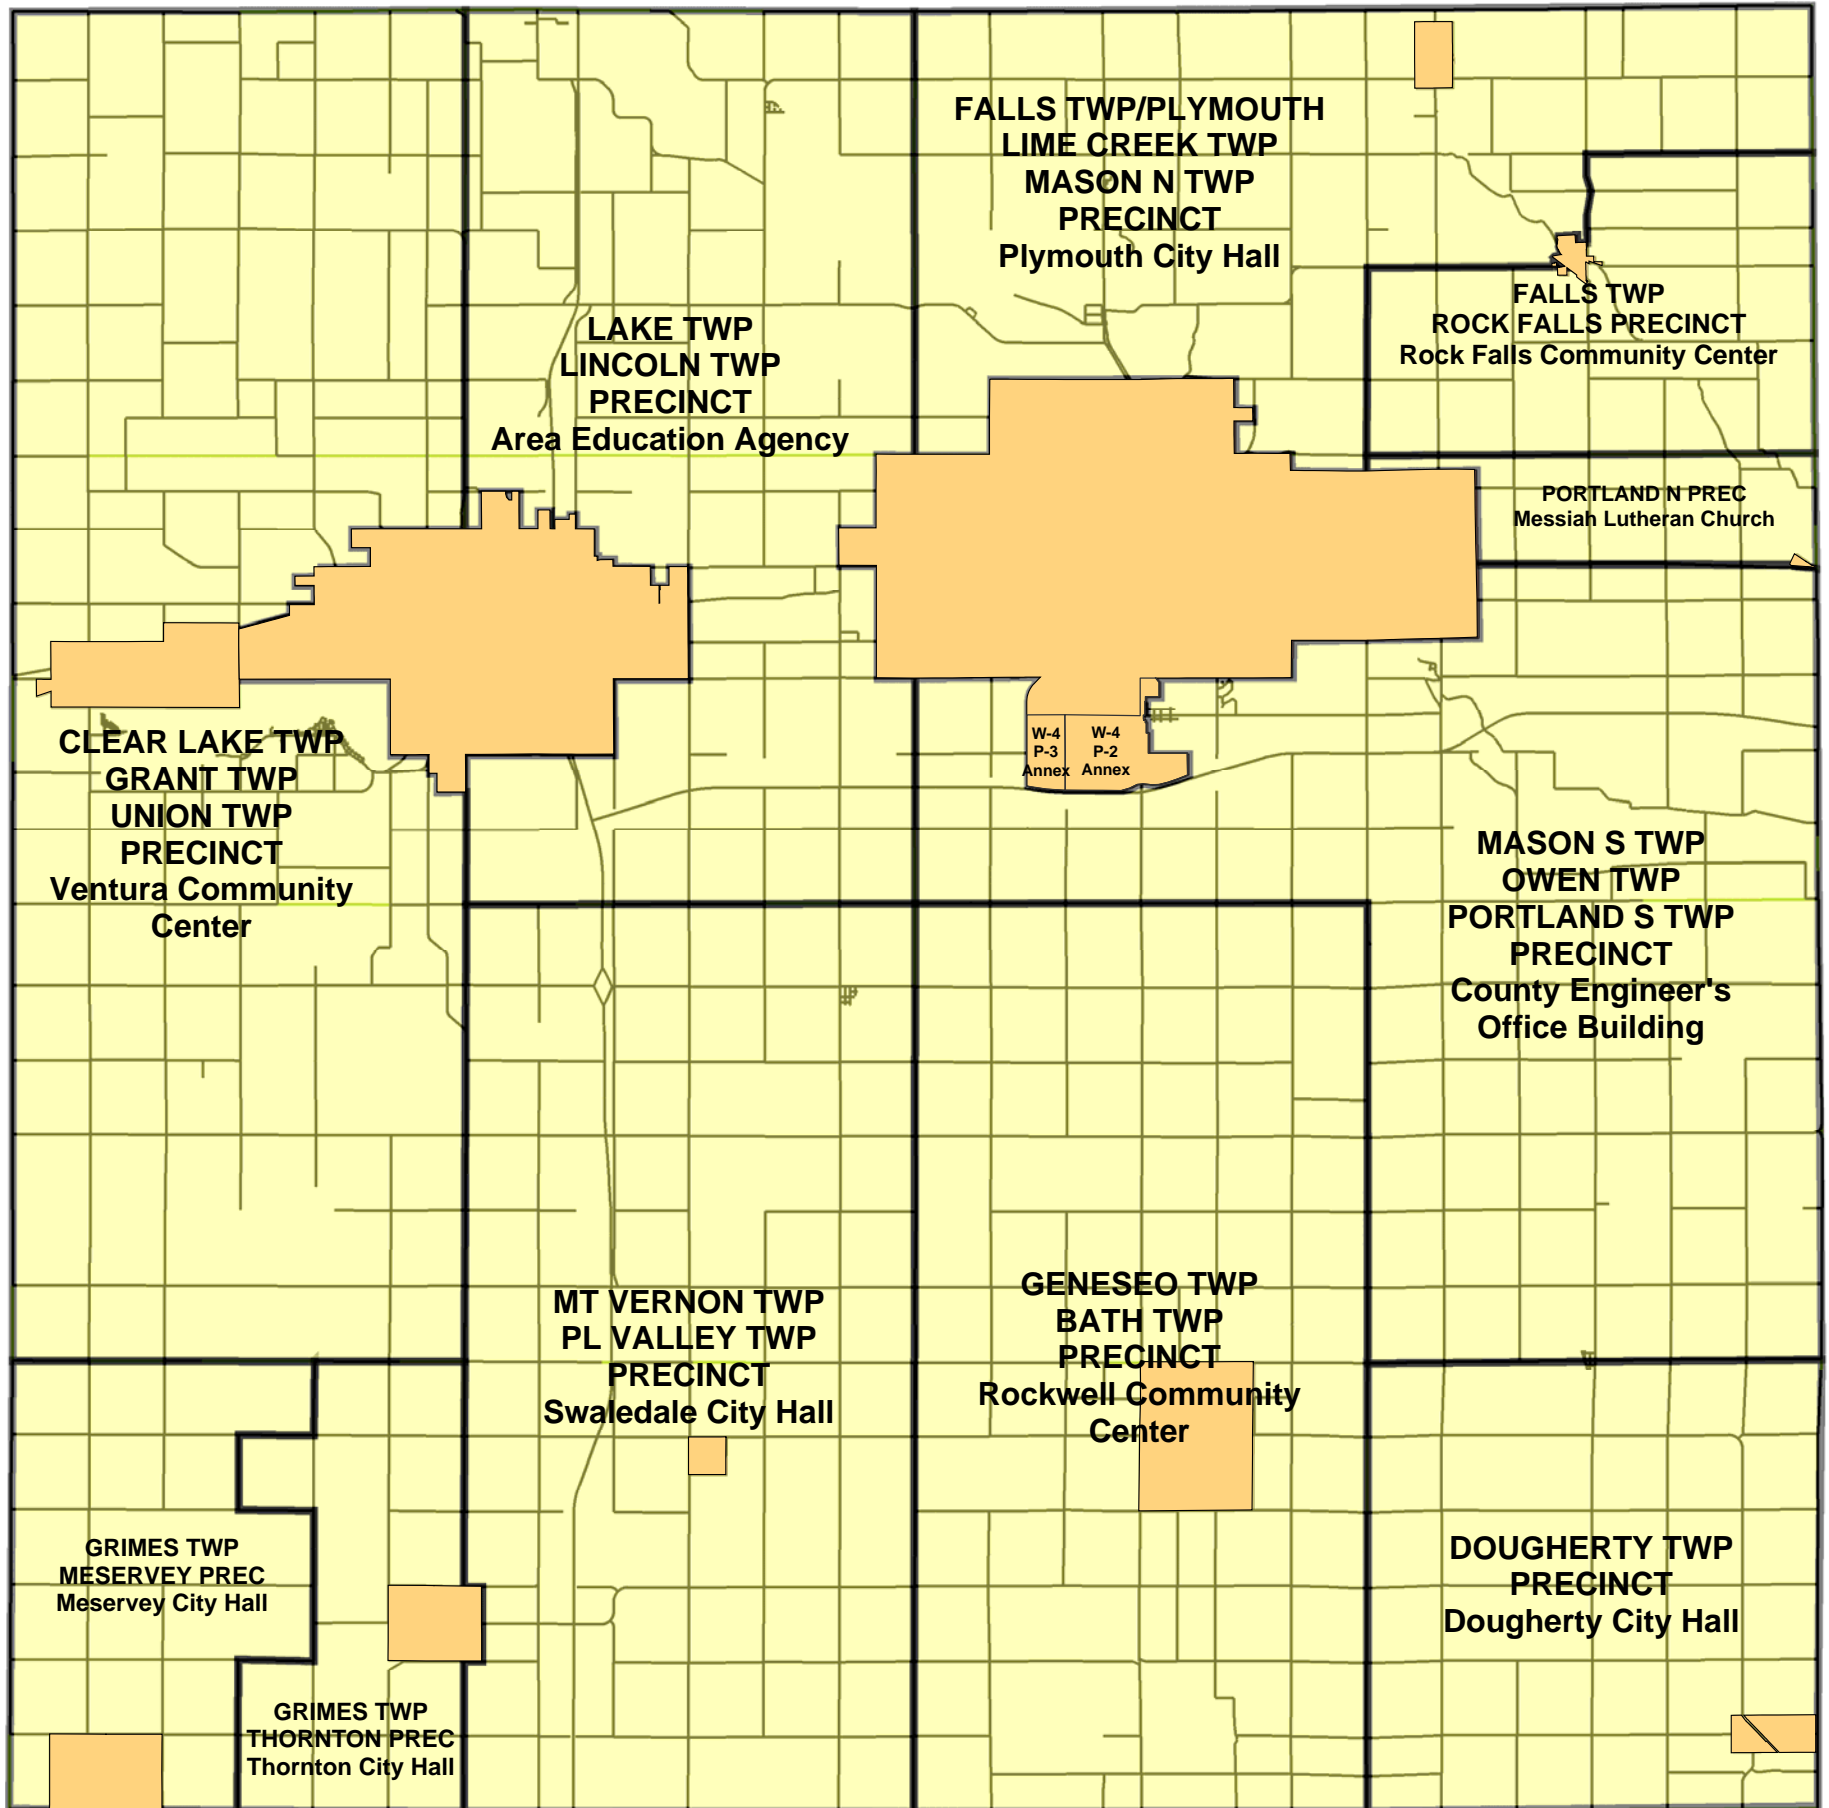 FALLS TWP/PLYMOUTH
LIME CREEK TWP
MASON N TWP
PRECINCT
Plymouth City Hall
FALLS TWP
ROCK FALLS PRECINCT
Rock Falls Community Center
LAKE TWP
LINCOLN TWP
PRECINCT
Area Education Agency
PORTLAND N PREC
Messiah Lutheran Church
W-4
P-3
Annex
W-4
P-2
Annex
CLEAR LAKE TWP
GRANT TWP
UNION TWP
PRECINCT
Ventura Community
Center
MASON S TWP
OWEN TWP
PORTLAND S TWP
PRECINCT
County Engineer's
Office Building
MT VERNON TWP
PL VALLEY TWP
PRECINCT
Swaledale City Hall
GENESEO TWP
BATH TWP
PRECINCT
Rockwell Community
Center
GRIMES TWP
MESERVEY PREC
Meservey City Hall
DOUGHERTY TWP
PRECINCT
Dougherty City Hall
GRIMES TWP
THORNTON PREC
Thornton City Hall